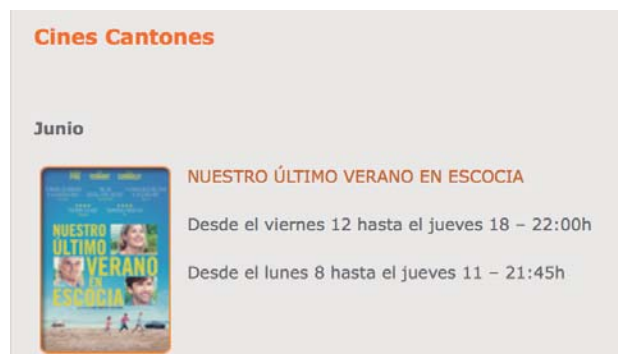 Cines Cantones
Junio
NUESTRO ÚLTIMO VERANO EN ESCOCIA
Desde el viernes 12 hasta el jueves 18 – 22:00h
Desde el lunes 8 hasta el jueves 11 – 21:45h
NUESTRO
ÚLTIMO
VERANO
EN
ESCOCIA